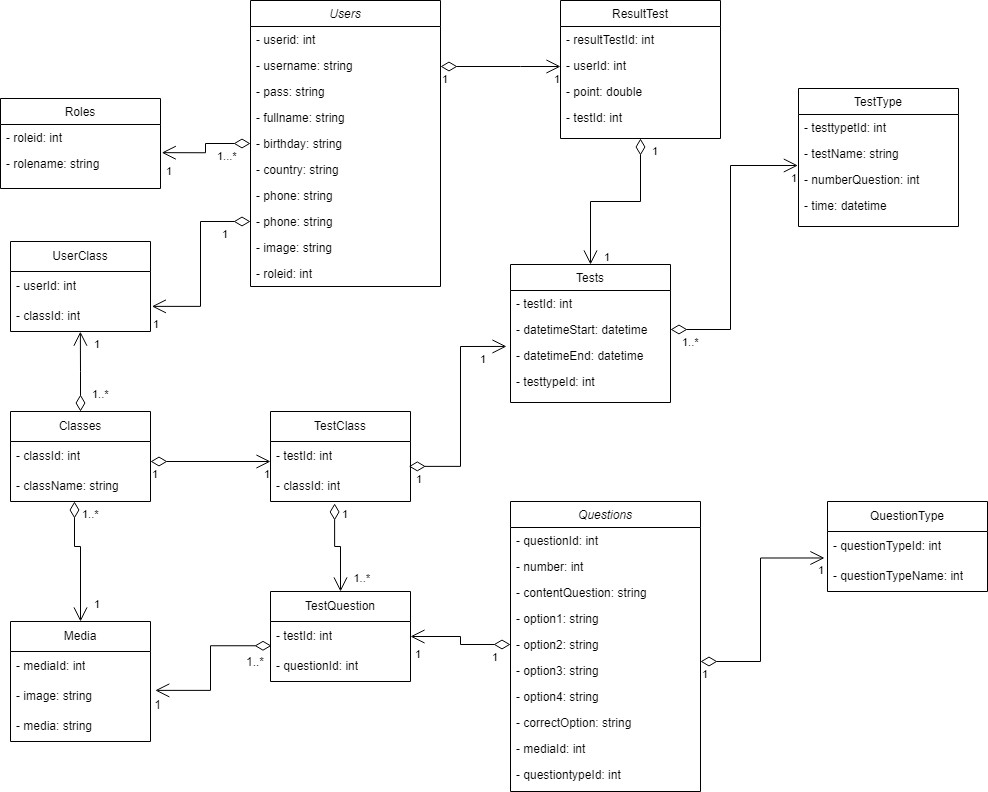 Users
- userid: int
- username: string
- pass: string
- fullname: string
- birthday: string
- country: string
- phone: string
- phone: string
- image: string
- roleid: int
ResultTest
- resultTestId: int
- userId: int
- point: double
- testId: int
TestType
- testtypetId: int
- testName: string
- numberQuestion: int
- time: datetime
Roles
- roleid: int
- rolename: string
UserClass
- userId: int
- classId: int
Tests
- testId: int
- datetimeStart: datetime
- datetimeEnd: datetime
- testtypeId: int
Classes
- classId: int
- className: string
TestClass
- testId: int
- classId: int
Questions
- questionId: int
- number: int
- contentQuestion: string
- option1: string
- option2: string
- option3: string
- option4: string
- correctOption: string
- mediaId: int
- questiontypeId: int
QuestionType
- questionTypeId: int
- questionTypeName: int
TestQuestion
- testId: int
- questionId: int
Media
- mediaId: int
- image: string
- media: string
1
1
1...*
1
1
1
1
1
1..*
1
1..*
1
1
1
1
1
1..*
1
1
1..*
1
1..*
1
1
1
1
1